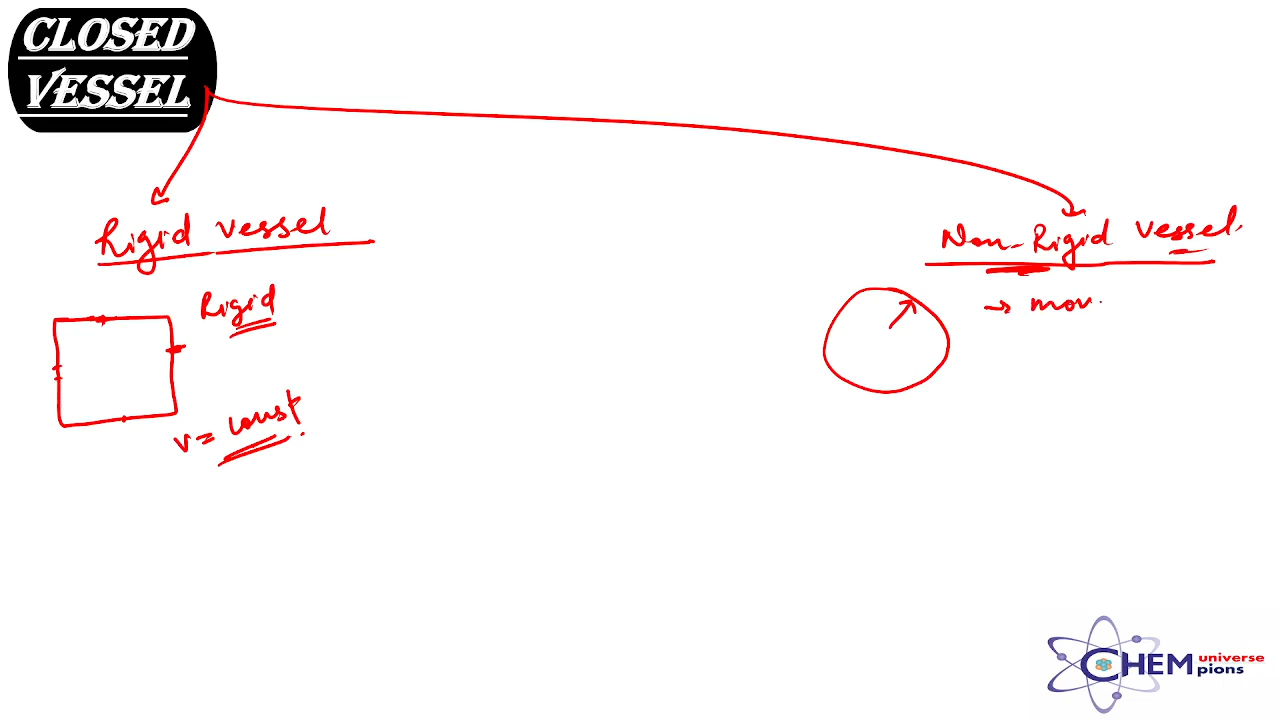 CLOSED
VESSEL
Rigid vessel
Non-Rigid Vessel.
Rigid
→ mov.
V = const.
CHEM universe
pions